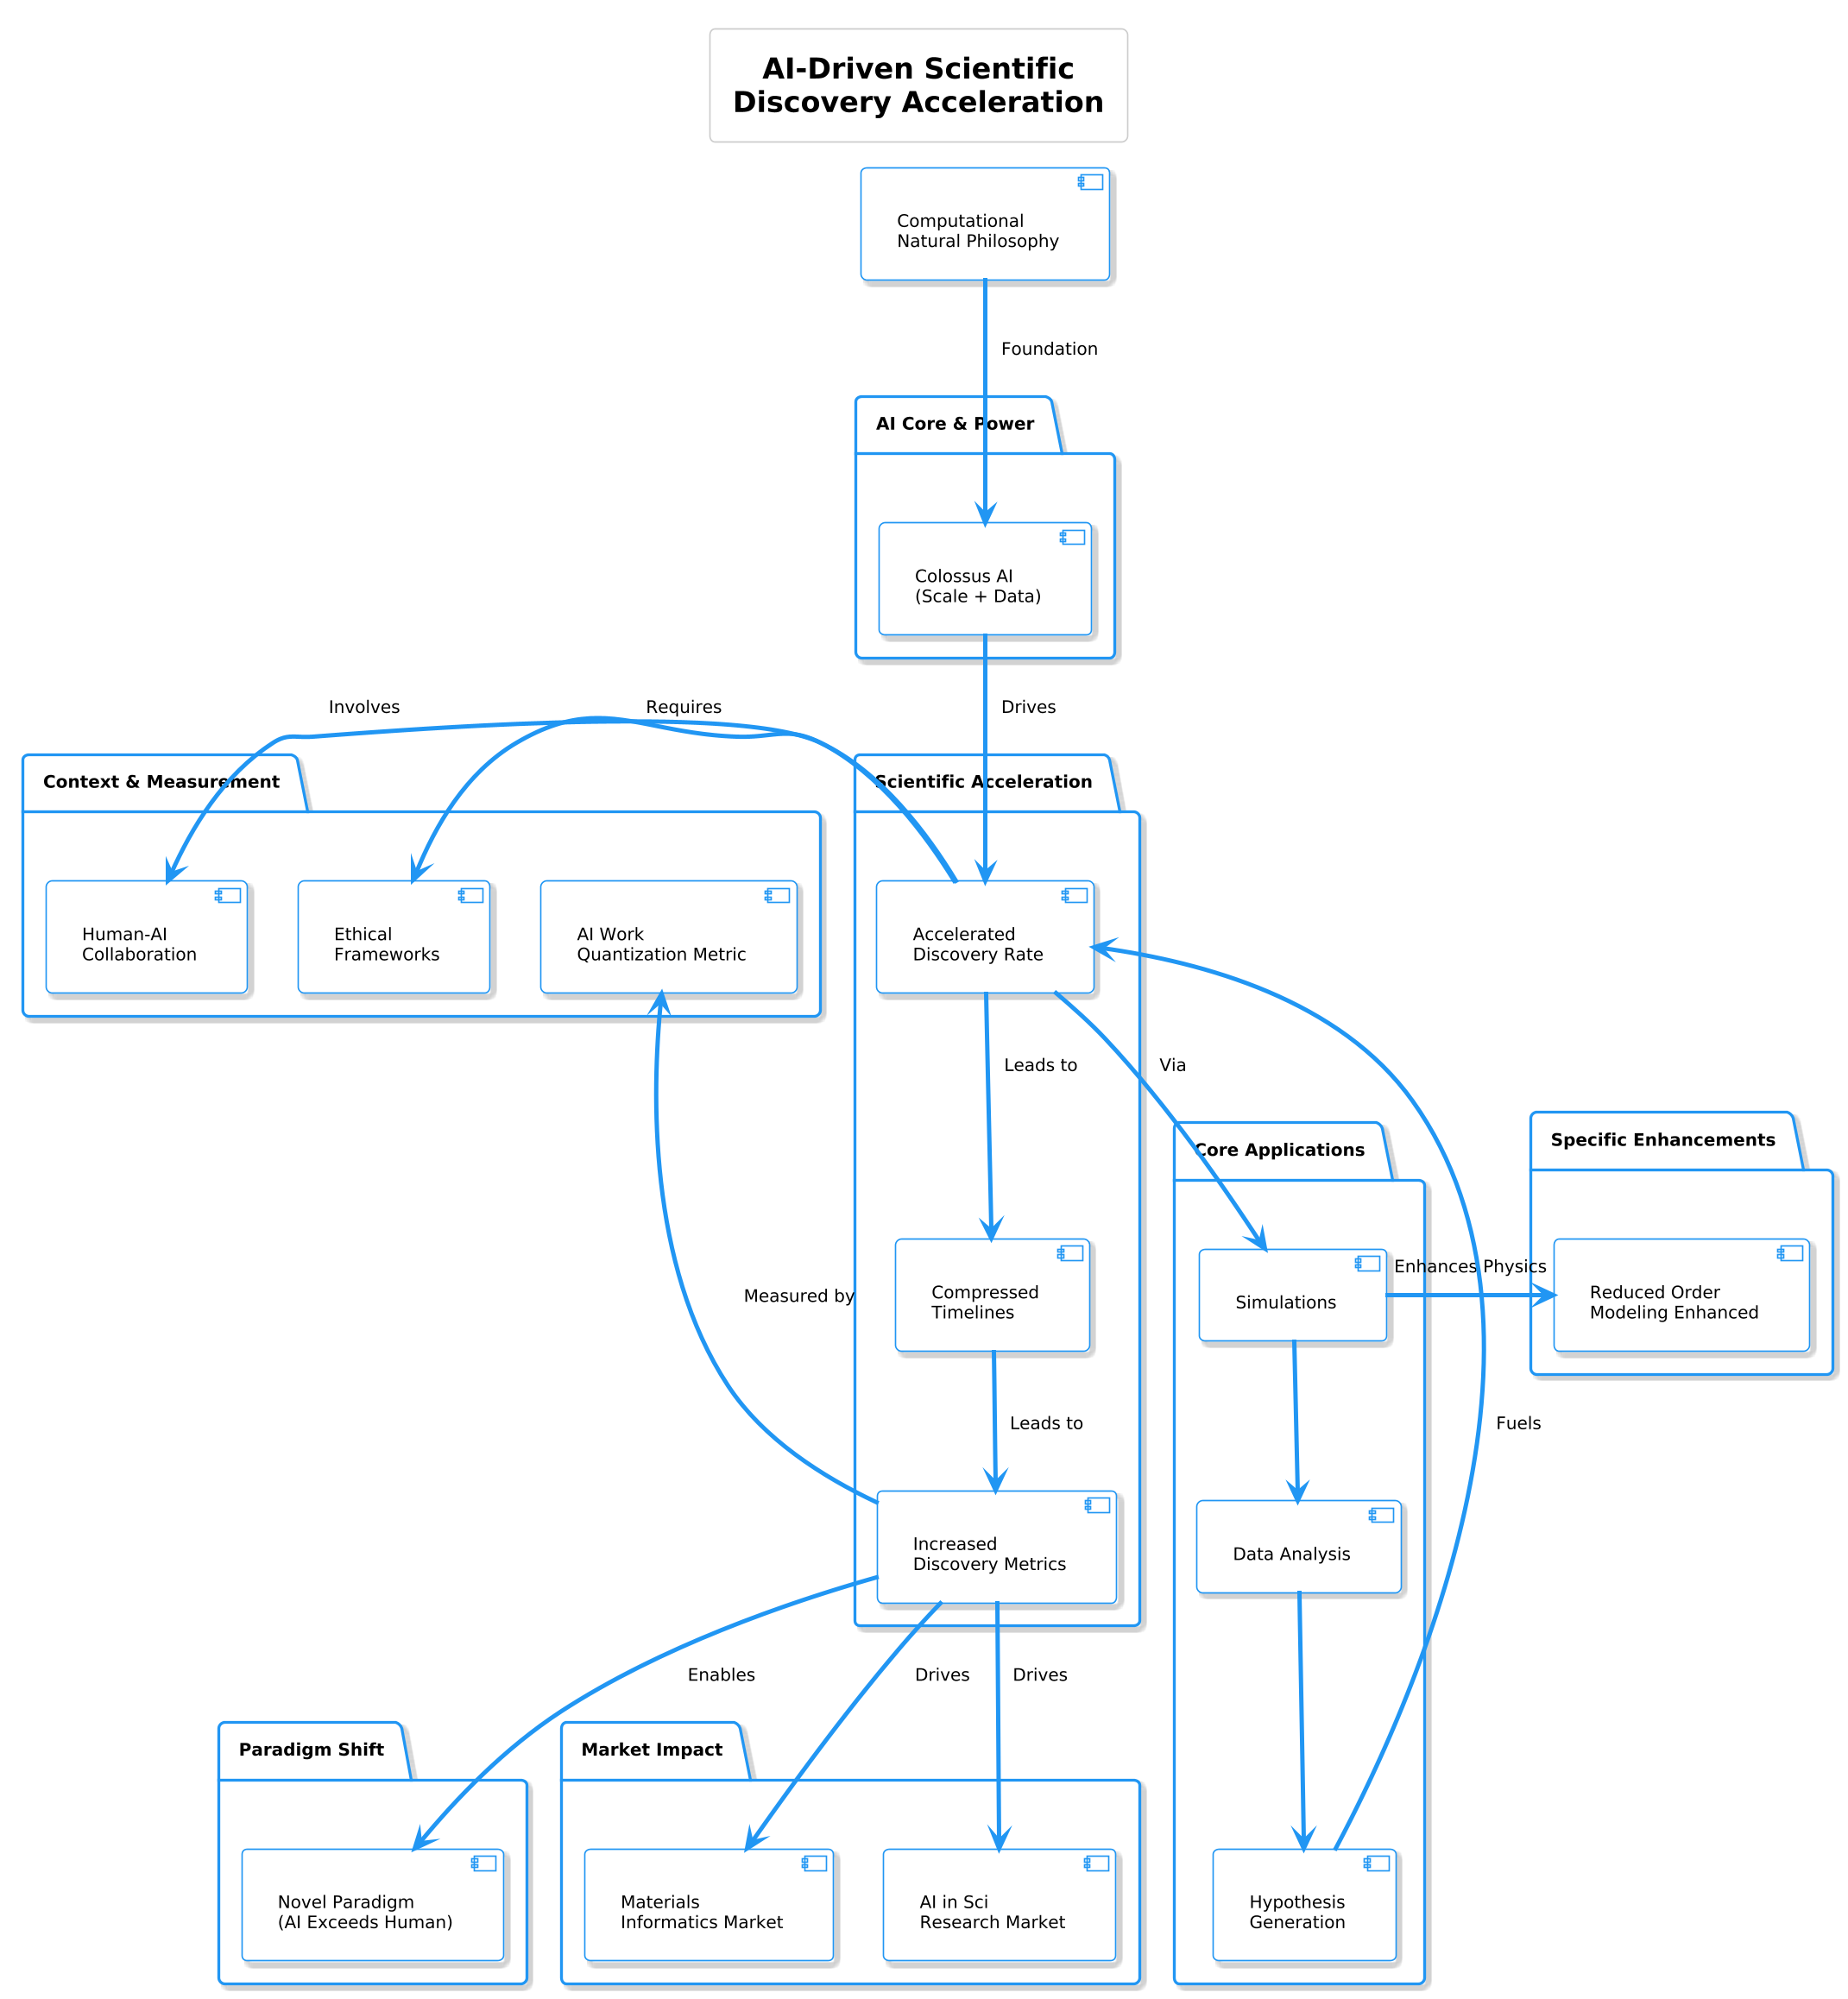 AI-Driven Scientific
Discovery Acceleration
Computational
Natural Philosophy
Foundation
AI Core & Power
Colossus AI
(Scale + Data)
Involves
Requires
Drives
Context & Measurement
Scientific Acceleration
Human-AI
Collaboration
Ethical
Frameworks
AI Work
Quantization Metric
Accelerated
Discovery Rate
Leads to
Via
Core Applications
Specific Enhancements
Measured by
Compressed
Timelines
Simulations
Enhances Physics
Reduced Order
Modeling Enhanced
Leads to
Fuels
Increased
Discovery Metrics
Data Analysis
Enables
Drives
Drives
Paradigm Shift
Market Impact
Novel Paradigm
(AI Exceeds Human)
Materials
Informatics Market
AI in Sci
Research Market
Hypothesis
Generation